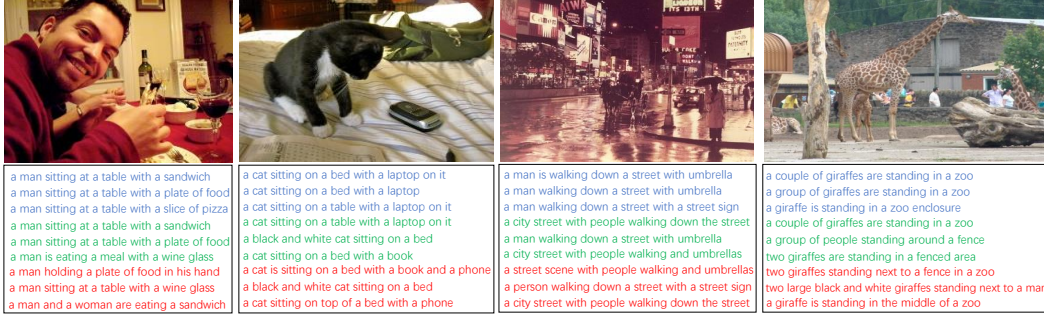 a man sitting at a table with a sandwich
a man sitting at a table with a plate of food
a man sitting at a table with a slice of pizza
a man sitting at a table with a sandwich
a man sitting at a table with a plate of food
a man is eating a meal with a wine glass
a man holding a plate of food in his hand
a man sitting at a table with a wine glass
a man and a woman are eating a sandwich
a cat sitting on a bed with a laptop on it
a cat sitting on a bed with a laptop
a cat sitting on a table with a laptop on it
a cat sitting on a table with a laptop on it
a black and white cat sitting on a bed
a cat sitting on a bed with a book
a cat is sitting on a bed with a book and a phone
a black and white cat sitting on a bed
a cat sitting on top of a bed with a phone
ITS 13TH
NY
a man is walking down a street with umbrella
a man walking down a street with umbrella
a man walking down a street with a street sign
a city street with people walking down the street
a man walking down a street with umbrella
a city street with people walking and umbrellas
a street scene with people walking and umbrellas
a person walking down a street with a street sign
a city street with people walking down the street
a couple of giraffes are standing in a zoo
a group of giraffes are standing in a zoo
a giraffe is standing in a zoo enclosure
a couple of giraffes are standing in a zoo
a group of people standing around a fence
two giraffes are standing in a fenced area
two giraffes standing next to a fence in a zoo
two large black and white giraffes standing next to a man
a giraffe is standing in the middle of a zoo